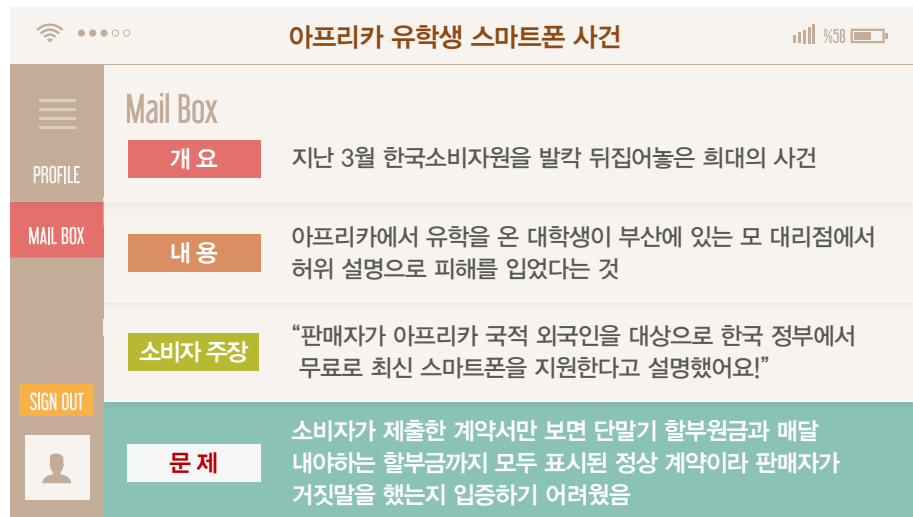 아프리카 유학생 스마트폰 사건
%58
Mail Box
PROFILE
MAIL BOX
SIGN OUT
개 요
지난 3월 한국소비자원을 발칵 뒤집어놓은 희대의 사건
내 용
아프리카에서 유학을 온 대학생이 부산에 있는 모 대리점에서
허위 설명으로 피해를 입었다는 것
소비자 주장
“판매자가 아프리카 국적 외국인을 대상으로 한국 정부에서
무료로 최신 스마트폰을 지원한다고 설명했어요!”
문 제
소비자가 제출한 계약서만 보면 단말기 할부원금과 매달
내야하는 할부금까지 모두 표시된 정상 계약이라 판매자가
거짓말을 했는지 입증하기 어려웠음